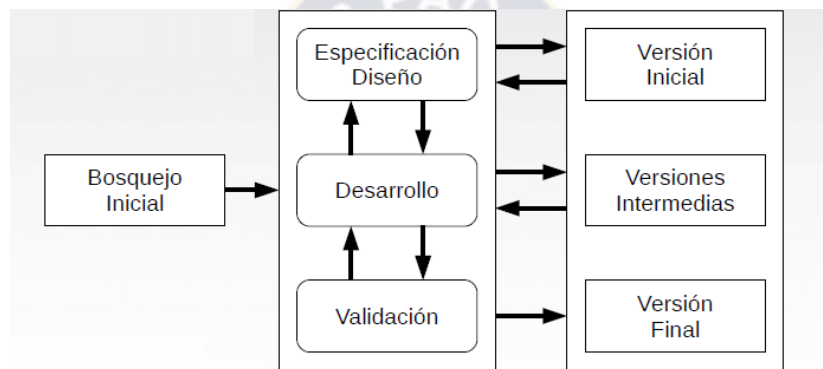 Especificación
Diseño
Versión
Inicial
Bosquejo
Inicial
Desarrollo
Versiones
Intermedias
Validación
Versión
Final